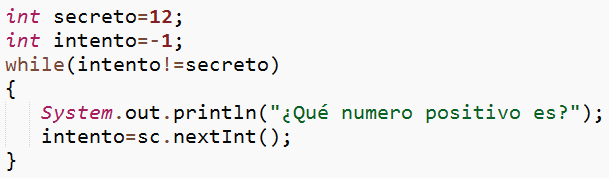 int secreto=12;
int intento=-1;
while(intento!=secreto)
{
System.out.println("¿Qué numero positivo es?");
intento=sc.nextInt();
}